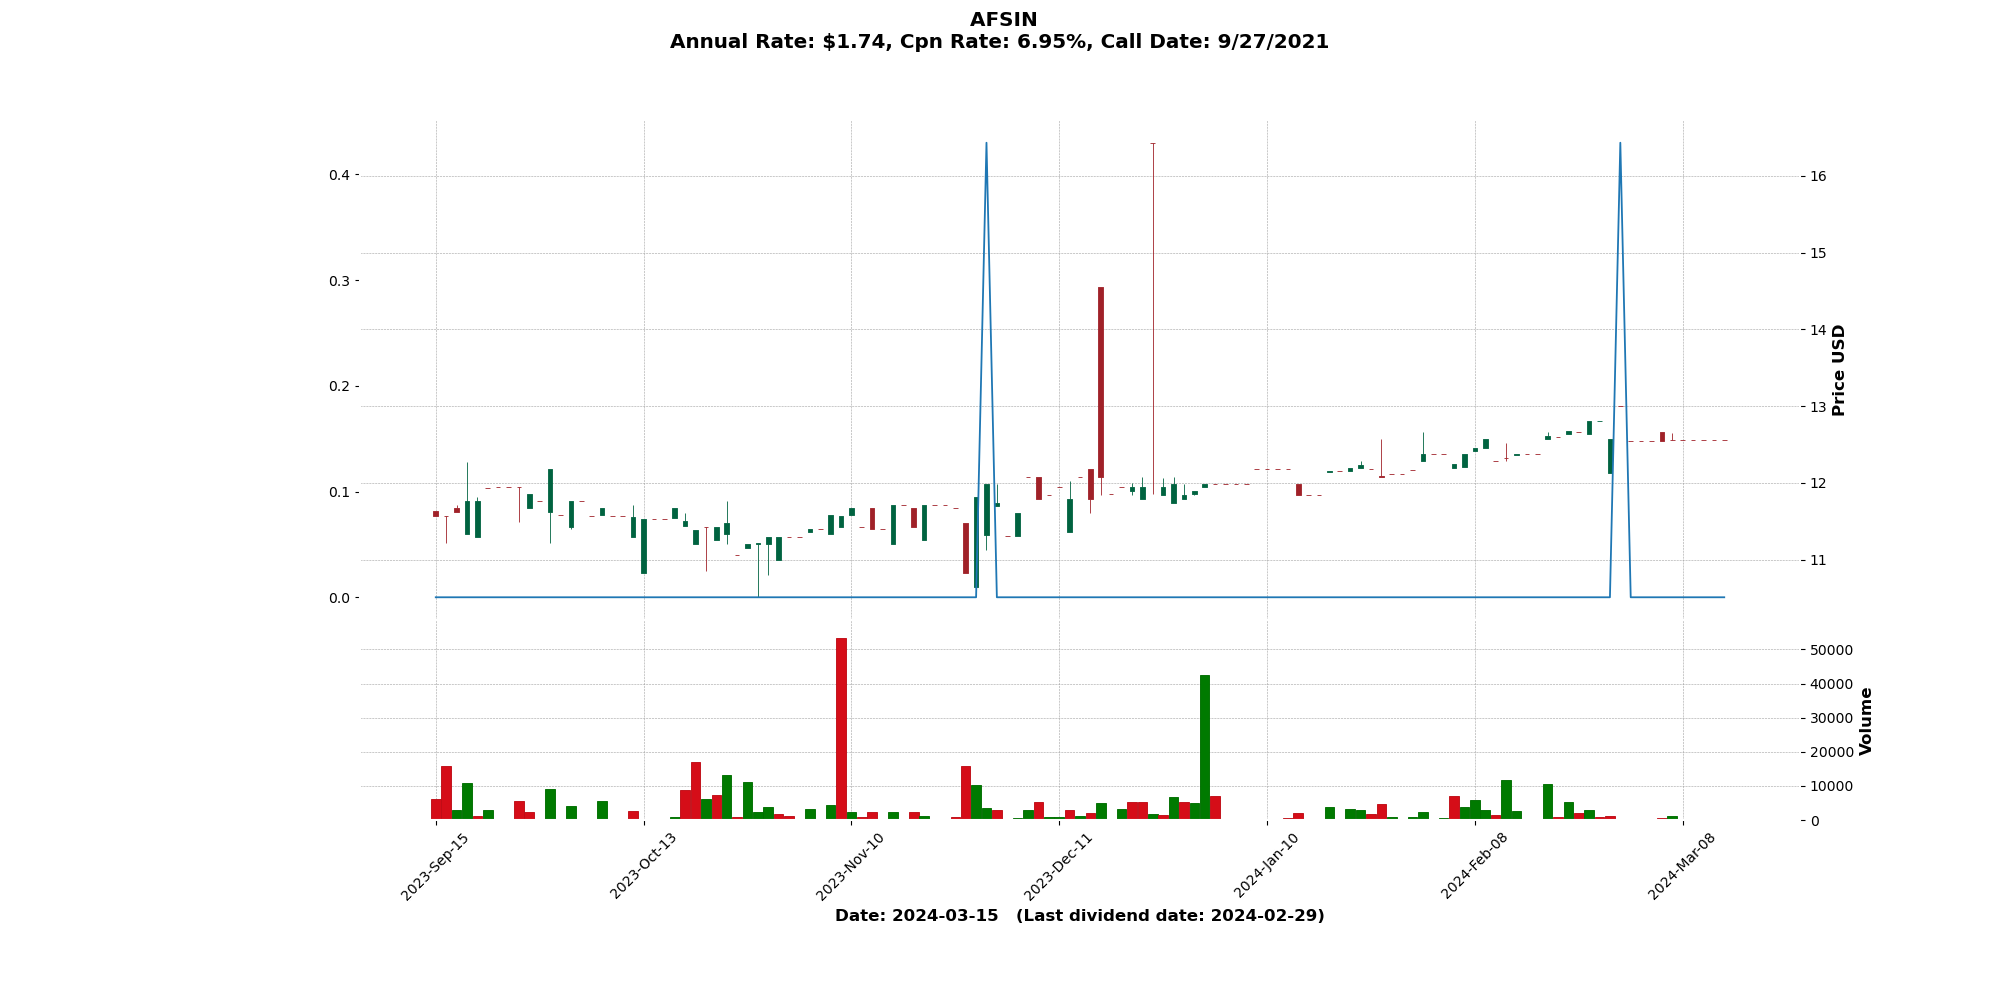 AFSIN
Annual Rate: $1.74, Cpn Rate: 6.95%, Call Date: 9/27/2021
0.4
0.3
0.2
0.1
0.0
16
15
14
13
12
11
Price USD
50000
40000
30000
20000
10000
0
Volume
2023-Sep-15
2023-Oct-13
2023-Nov-10
2023-Dec-11
2024-Jan-10
2024-Feb-08
2024-Mar-08
Date: 2024-03-15   (Last dividend date: 2024-02-29)